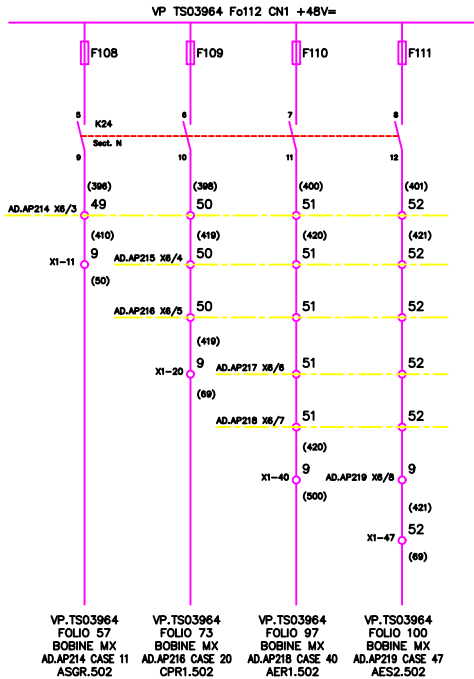 VP TS03964 Fo112 CN1 +48V=
F108 F109 F110 F111
5 6 7 8
K24
Sect. N
9 10 11 12
(396) (398) (400) (401)
AD.AP214 X6/3 49 50 51 52
(410) (419) (420) (421)
X1-11 9 AD.AP215 X6/4 50 51 52
(50)
AD.AP216 X6/5 50 51 52
(419)
X1-20 9 AD.AP217 X6/6 51 52
(69)
AD.AP218 X6/7 51 52
(420)
X1-40 9 AD.AP219 X6/8 9
(500) (421)
X1-47 52
(69)
VP.TS03964 VP.TS03964 VP.TS03964 VP.TS03964
FOLIO 57 FOLIO 73 FOLIO 97 FOLIO 100
BOBINE MX BOBINE MX BOBINE MX BOBINE MX
AD.AP214 CASE 11 AD.AP216 CASE 20 AD.AP218 CASE 40 AD.AP219 CASE 47
ASGR.502 CPR1.502 AER1.502 AES2.502